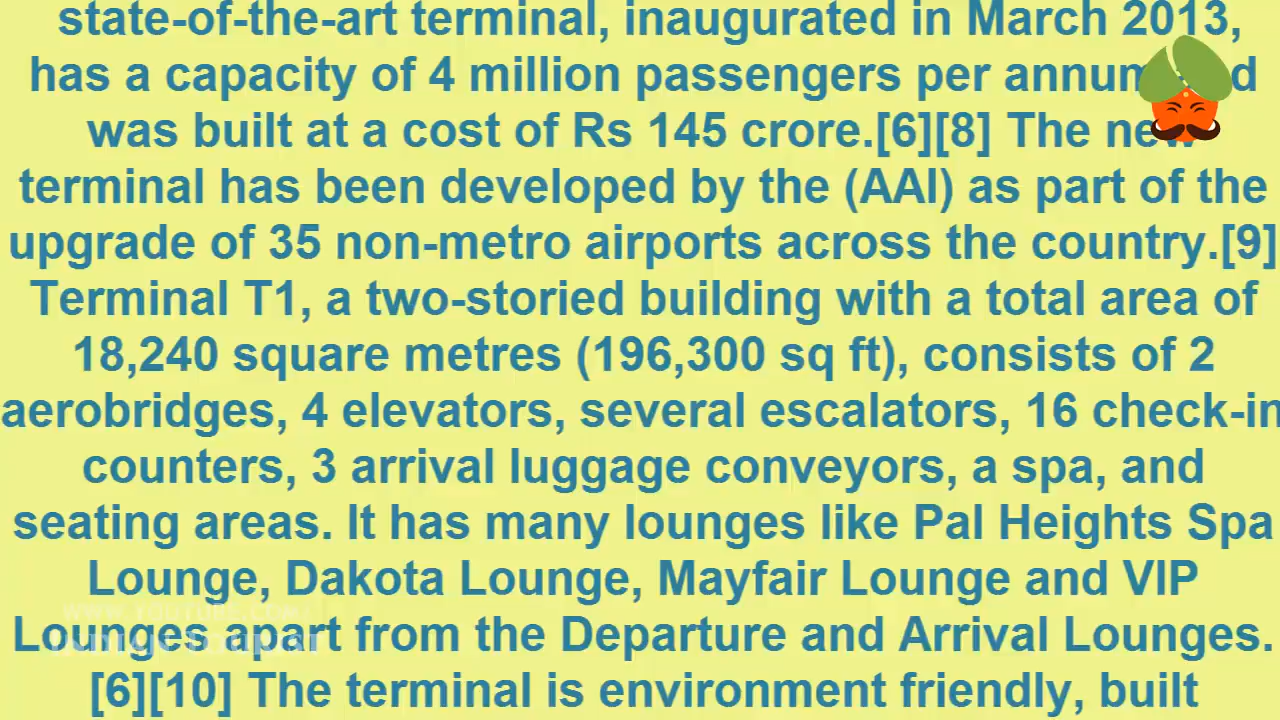 state-of-the-art terminal, inaugurated in March 2013,
has a capacity of 4 million passengers per annum and
was built at a cost of Rs 145 crore.[6][8] The new
terminal has been developed by the (AAI) as part of the
upgrade of 35 non-metro airports across the country.[9]
Terminal T1, a two-storied building with a total area of
18,240 square metres (196,300 sq ft), consists of 2
aerobridges, 4 elevators, several escalators, 16 check-in
counters, 3 arrival luggage conveyors, a spa, and
seating areas. It has many lounges like Pal Heights Spa
Lounge, Dakota Lounge, Mayfair Lounge and VIP
Lounges apart from the Departure and Arrival Lounges.
[6][10] The terminal is environment friendly, built
WWW.YOUTUBE.COM/
INDIAN TOURIST